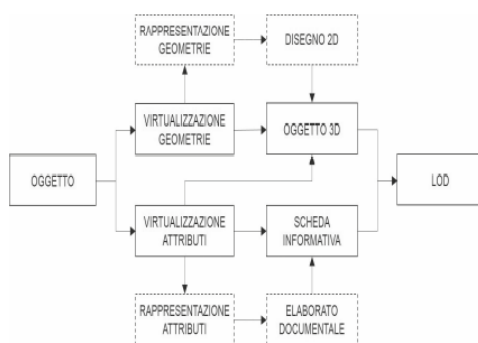 RAPPRESENTAZIONE
GEOMETRIE
DISEGNO 2D
VIRTUALIZZAZIONE
GEOMETRIE
OGGETTO 3D
OGGETTO
LOD
VIRTUALIZZAZIONE
ATTRIBUTI
SCHEDA
INFORMATIVA
RAPPRESENTAZIONE
ATTRIBUTI
ELABORATO
DOCUMENTALE